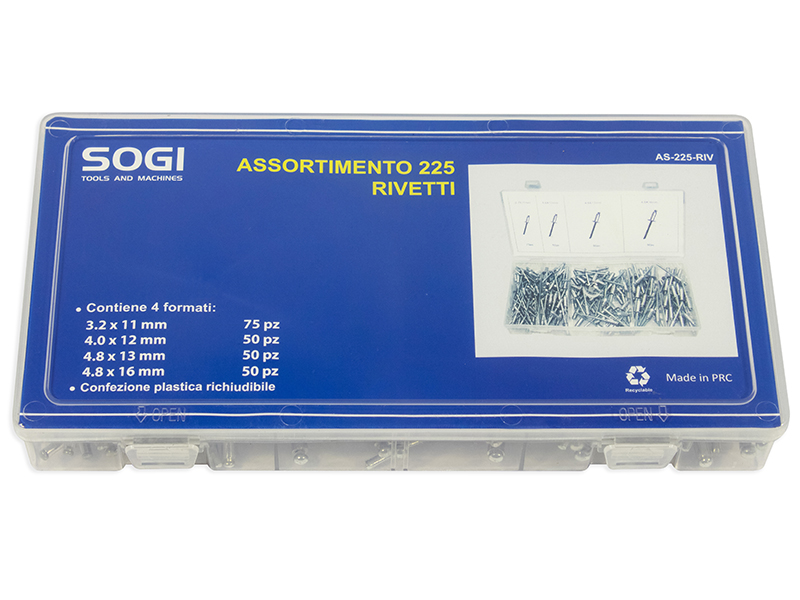 SOGI
TOOLS AND MACHINES
ASSORTIMENTO 225
RIVETTI
AS-225-RIV
• Contiene 4 formati:
3.2 x 11 mm 75 pz
4.0 x 12 mm 50 pz
4.8 x 13 mm 50 pz
4.8 x 16 mm 50 pz
• Confezione plastica richiudibile
Recyclable
Made in PRC
OPEN
OPEN